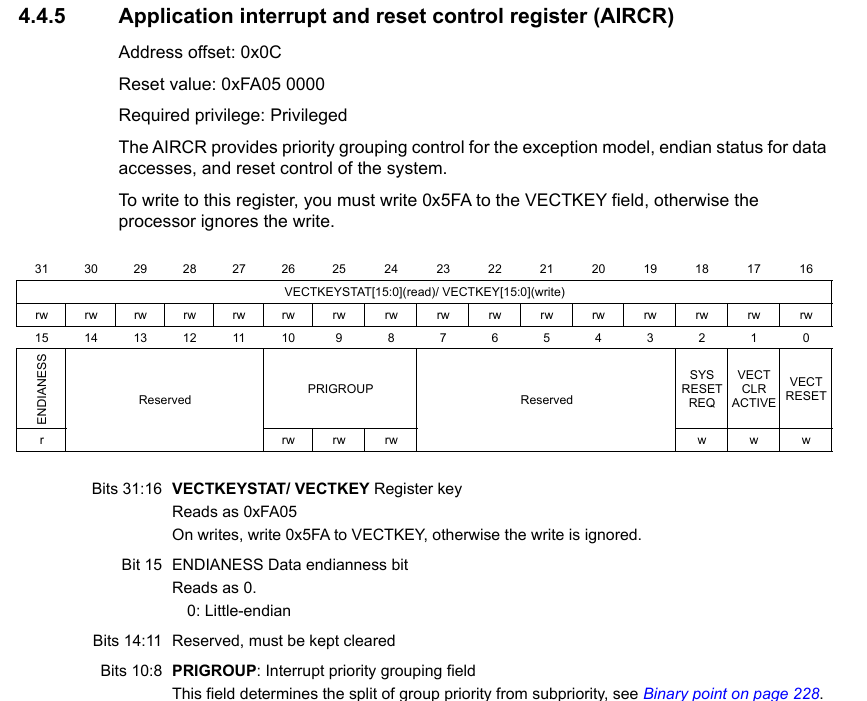 4.4.5 Application interrupt and reset control register (AIRCR)
Address offset: 0x0C
Reset value: 0xFA05 0000
Required privilege: Privileged
The AIRCR provides priority grouping control for the exception model, endian status for data
accesses, and reset control of the system.
To write to this register, you must write 0x5FA to the VECTKEY field, otherwise the
processor ignores the write.
31 30 29 28 27 26 25 24 23 22 21 20 19 18 17 16
VECTKEYSTAT[15:0](read)/ VECTKEY[15:0](write)
rw rw rw rw rw rw rw rw rw rw rw rw rw rw rw rw
15 14 13 12 11 10 9 8 7 6 5 4 3 2 1 0
ENDIANESS
Reserved
PRIGROUP
Reserved
SYS
RESET
REQ
VECT
CLR
ACTIVE
VECT
RESET
r rw rw rw w w w
Bits 31:16 VECTKEYSTAT/ VECTKEY Register key
Reads as 0xFA05
On writes, write 0x5FA to VECTKEY, otherwise the write is ignored.
Bit 15 ENDIANESS Data endianness bit
Reads as 0.
0: Little-endian
Bits 14:11 Reserved, must be kept cleared
Bits 10:8 PRIGROUP: Interrupt priority grouping field
This field determines the split of group priority from subpriority, see Binary point on page 228.